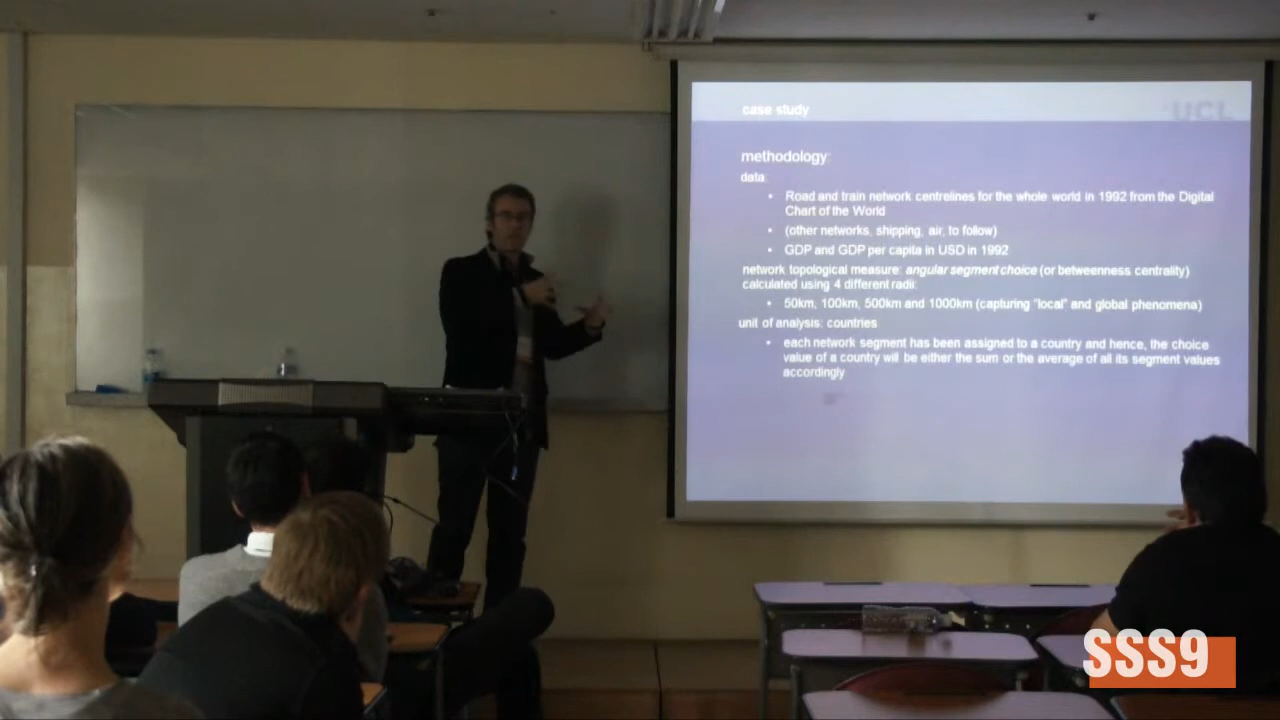 case study
UCL
methodology:
data:
• Road and train network centrelines for the whole world in 1992 from the Digital
Chart of the World
• (other networks, shipping, air, to follow)
• GDP and GDP per capita in USD in 1992
network topological measure: angular segment choice (or betweenness centrality)
calculated using 4 different radii:
• 50km, 100km, 500km and 1000km (capturing "local" and global phenomena)
unit of analysis: countries
• each network segment has been assigned to a country and hence, the choice
value of a country will be either the sum or the average of all its segment values
accordingly
SSS9